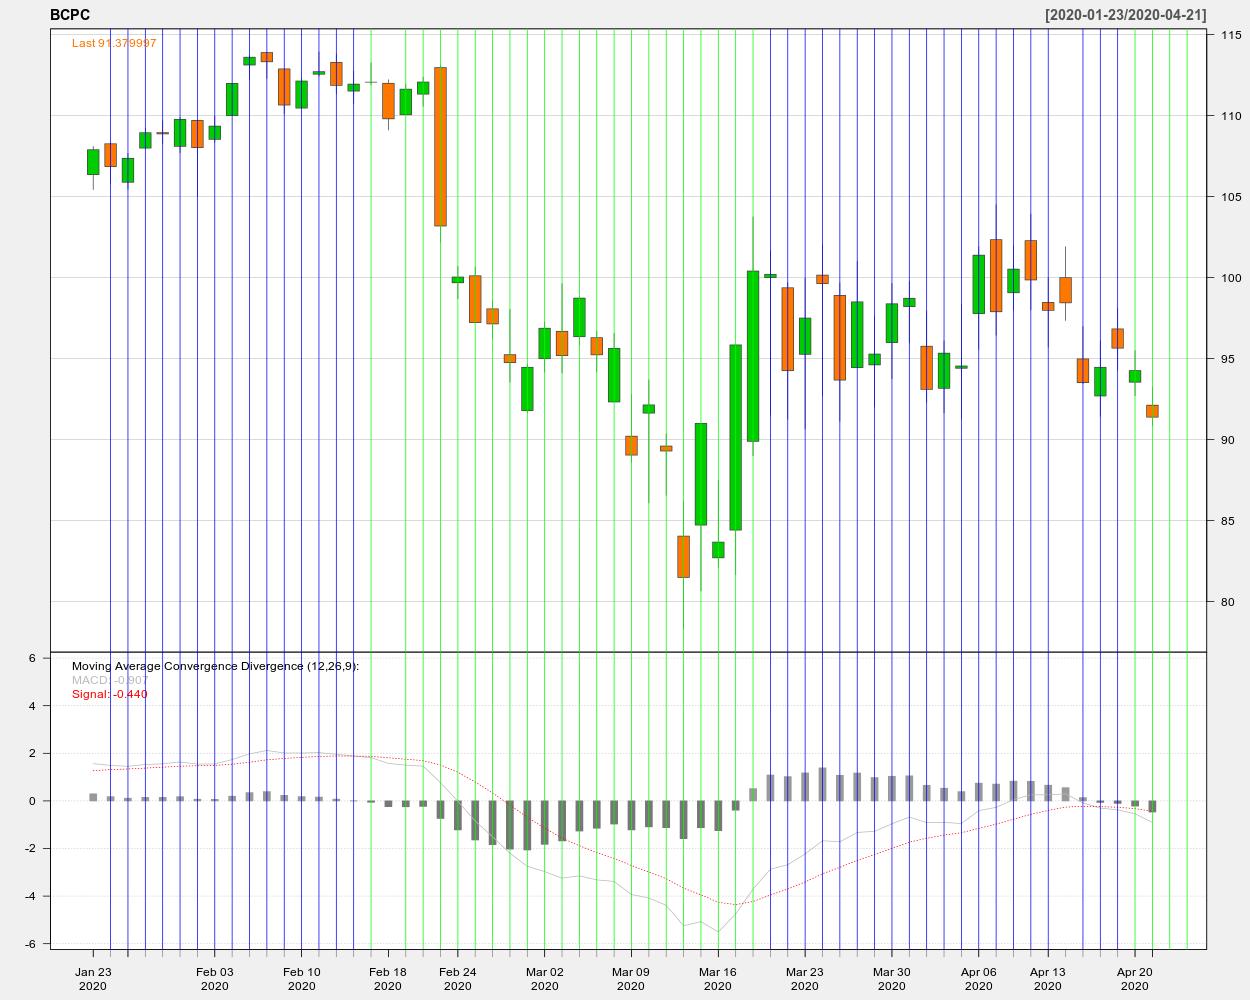 BCPC
[2020-01-23/2020-04-21]
Last 91.379997
115
110
105
100
95
90
85
80
Moving Average Convergence Divergence (12,26,9):
MACD: -0.907
Signal: -0.440
6
4
2
0
-2
-4
-6
Jan 23 Feb 03 Feb 10 Feb 18 Feb 24 Mar 02 Mar 09 Mar 16 Mar 23 Mar 30 Apr 06 Apr 13 Apr 20
2020 2020 2020 2020 2020 2020 2020 2020 2020 2020 2020 2020 2020